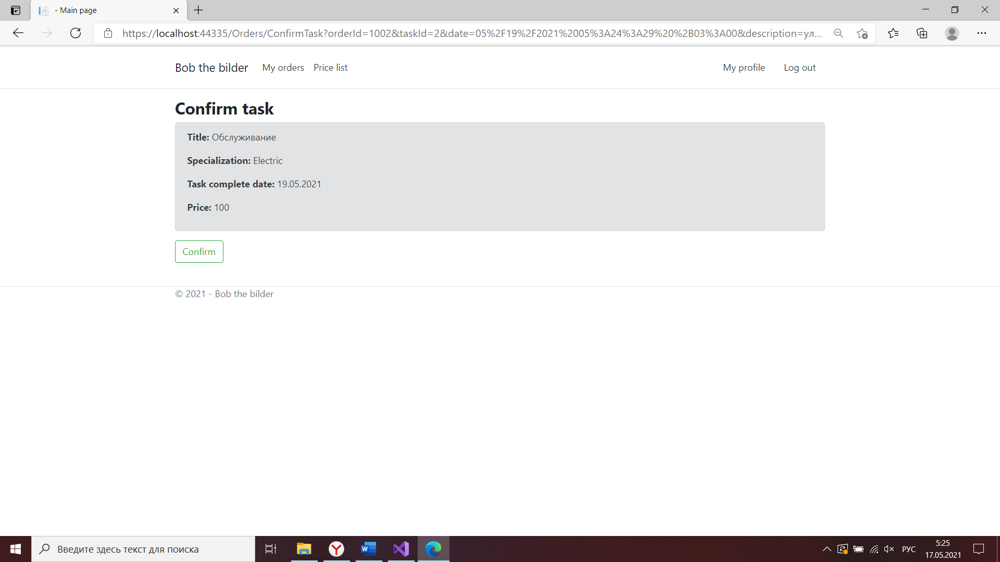 - Main page
https://localhost:44335/Orders/ConfirmTask?orderId=1002&taskId=2&date=05%2F19%2F2021%2005%3A24%3A29%20%2B03%3A00&description=ул...
Bob the bilder My orders Price list My profile Log out
Confirm task
Title: Обслуживание
Specialization: Electric
Task complete date: 19.05.2021
Price: 100
Confirm
© 2021 - Bob the bilder
Введите здесь текст для поиска
РУС
5:25
17.05.2021